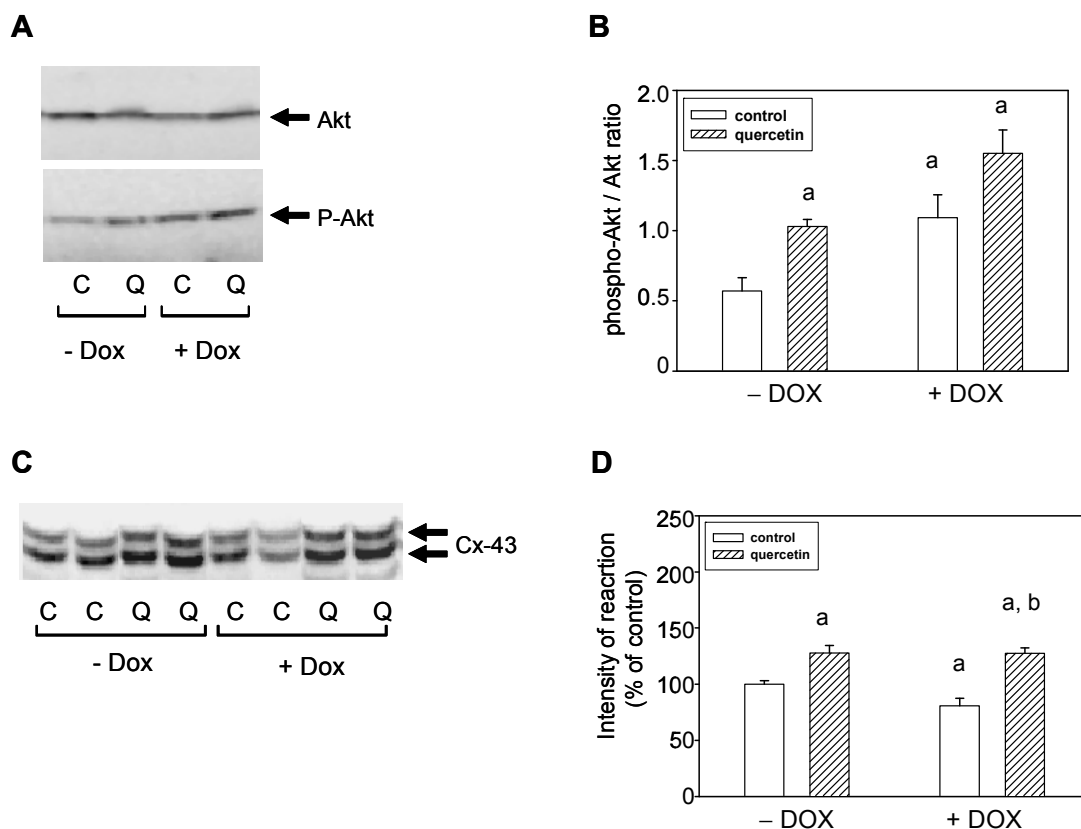 A
Akt
P-Akt
C Q C Q
- Dox + Dox
B
phospho-Akt / Akt ratio
2.0
1.5
1.0
0.5
0
control
quercetin
a
a
a
– DOX + DOX
C
Cx-43
C C Q Q C C Q Q
- Dox + Dox
D
Intensity of reacrtion
(% of control)
250
200
150
100
50
0
control
quercetin
a
a
a, b
– DOX + DOX